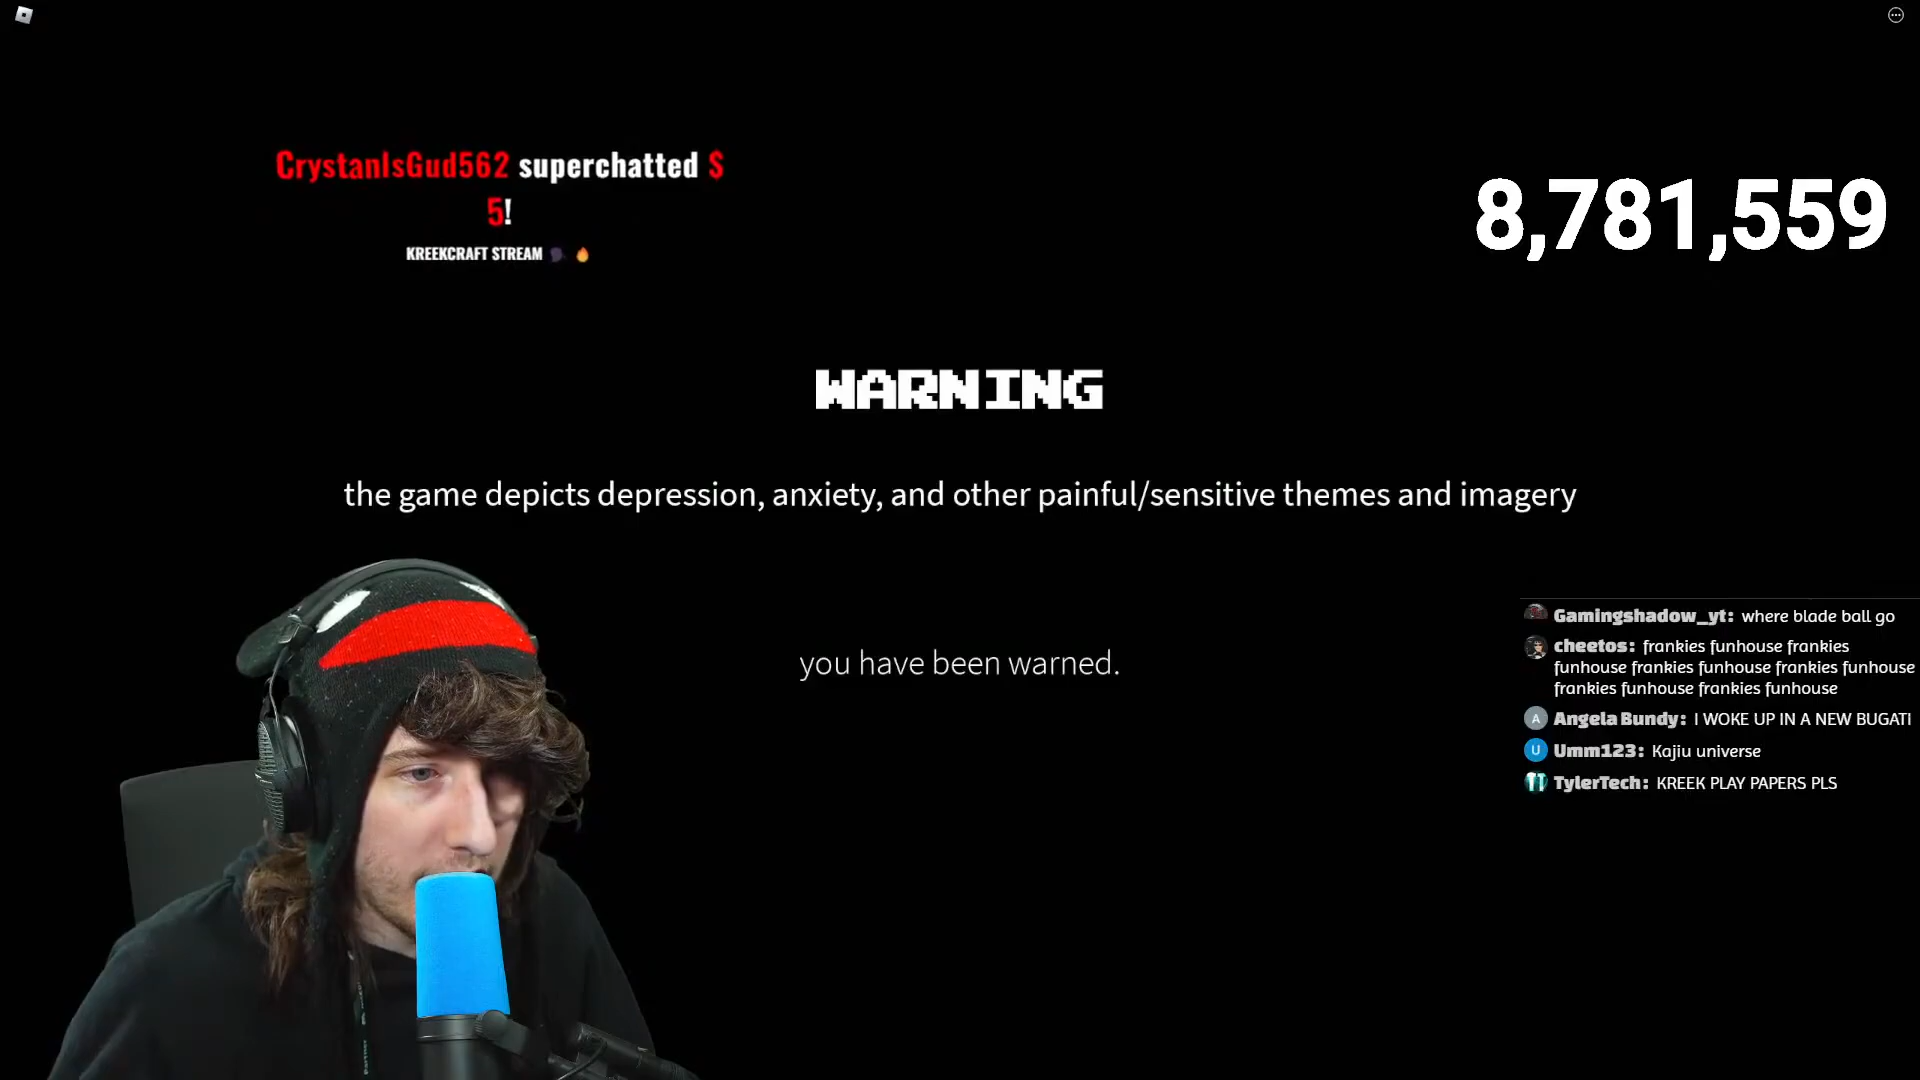 CrystanIsGud562 superchatted $
5!
KREEKCRAFT STREAM
8,781,559
WARNING
the game depicts depression, anxiety, and other painful/sensitive themes and imagery
you have been warned.
Gamingshadow_yt: where blade ball go
cheetos: frankies funhouse frankies
funhouse frankies funhouse frankies funhouse
frankies funhouse frankies funhouse
A Angela Bundy: I WOKE UP IN A NEW BUGATI
U Umm123: Kajiu universe
TylerTech: KREEK PLAY PAPERS PLS